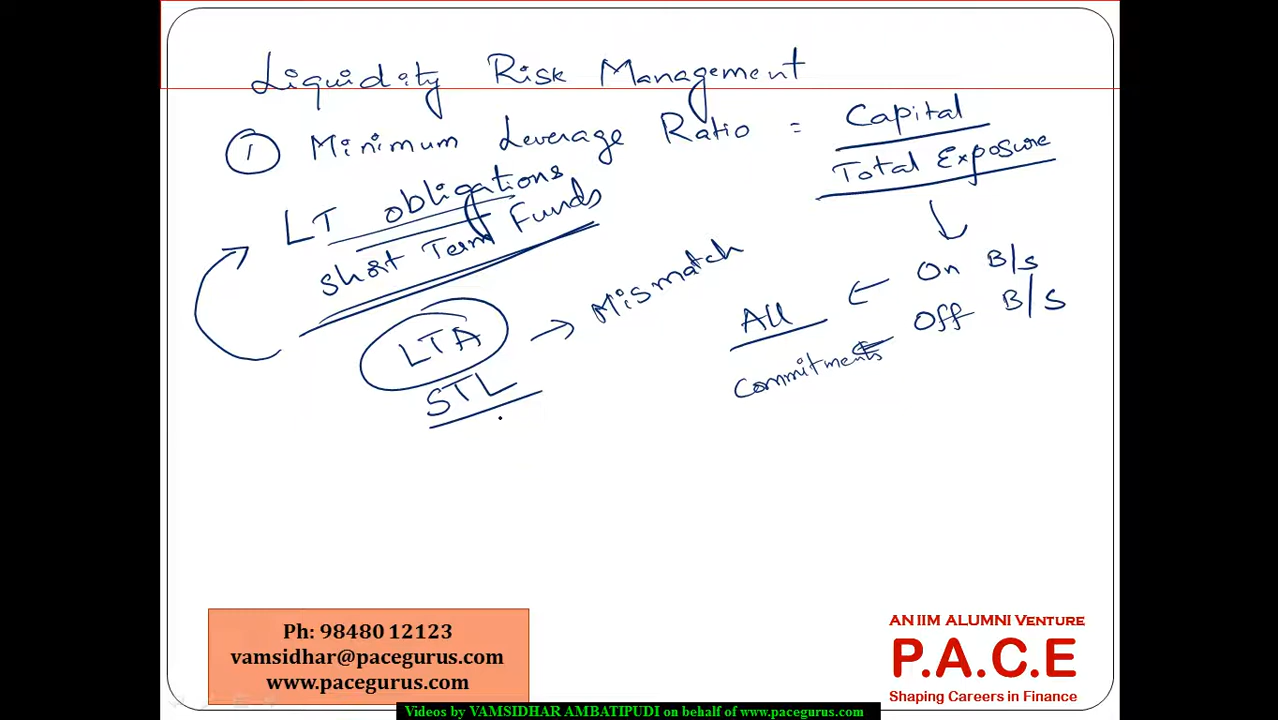 Liquidity Risk Management
1 Minimum Leverage Ratio = Capital
Total Exposure
LT obligations
Short Term Funds
LTA → Mismatch
STL
On B/S
Off B/S
All
Commitments
Ph: 98480 12123
vamsidhar@pacegurus.com
www.pacegurus.com
AN IIM ALUMNI VENTURE
P.A.C.E
Shaping Careers in Finance
Videos by VAMSIDHAR AMBATIPUDI on behalf of www.pacegurus.com